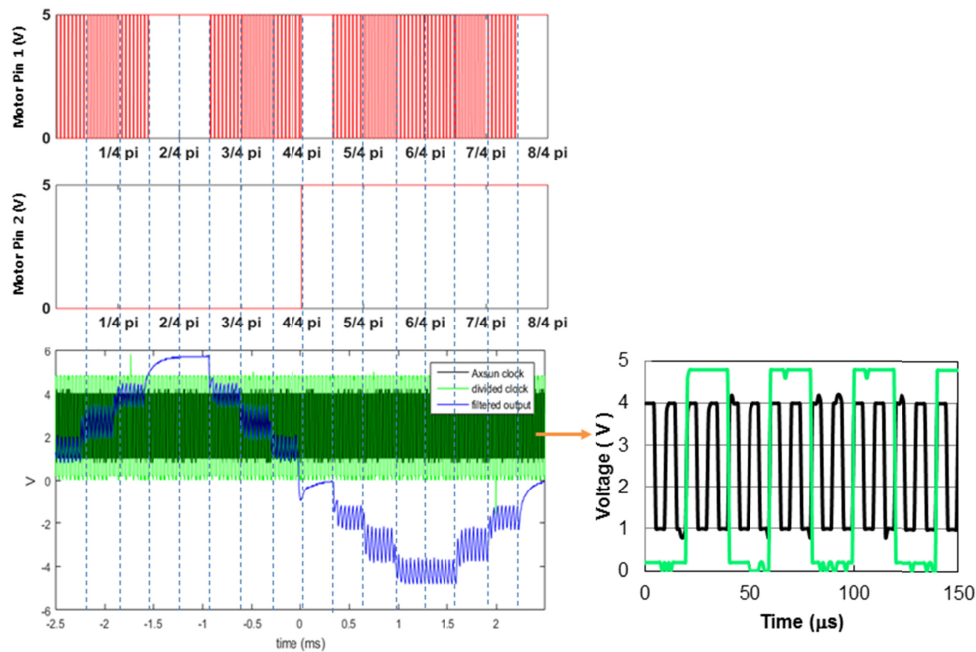 Motor Pin 1 (V)
5
0
1/4 pi 2/4 pi 3/4 pi 4/4 pi 5/4 pi 6/4 pi 7/4 pi 8/4 pi
Motor Pin 2 (V)
5
0
1/4 pi 2/4 pi 3/4 pi 4/4 pi 5/4 pi 6/4 pi 7/4 pi 8/4 pi
V
6
4
2
0
-2
-4
-6
Axsun clock
divided clock
filtered output
-2.5 -2 -1.5 -1 -0.5 0 0.5 1 1.5 2
time (ms)
Voltage ( V )
5
4
3
2
1
0
0 50 100 150
Time (μs)